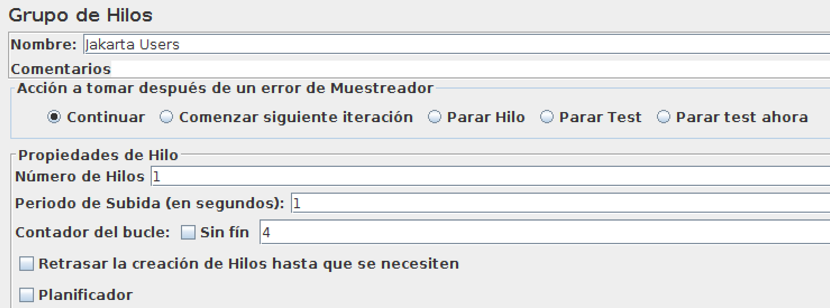 Grupo de Hilos
Nombre: Jakarta Users
Comentarios
Acción a tomar después de un error de Muestreador
Continuar Comenzar siguiente iteración Parar Hilo Parar Test Parar test ahora
Propiedades de Hilo
Número de Hilos 1
Periodo de Subida (en segundos): 1
Contador del bucle: Sin fín 4
Retrasar la creación de Hilos hasta que se necesiten
Planificador